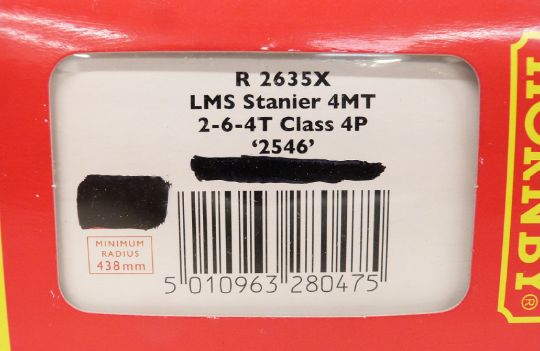 R 2635X
LMS Stanier 4MT
2-6-4T Class 4P
‘2546’
MINIMUM
RADIUS
438mm
5 010963 280475
HORNBY®